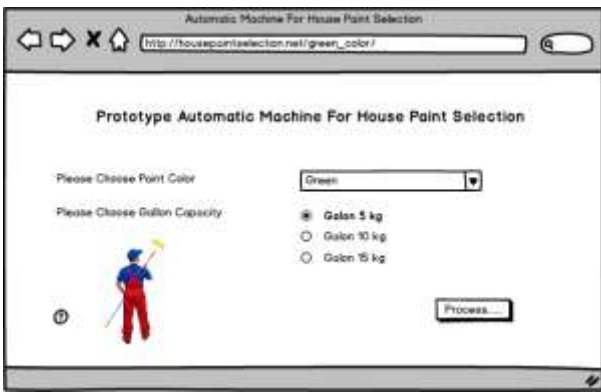 Automatic Machine For House Paint Selection
http://housepaintselection.net/green_color/
Prototype Automatic Machine For House Paint Selection
Please Choose Paint Color
Green
Please Choose Gallon Capacity
Galon 5 kg
Galon 10 kg
Galon 15 kg
?
Process....